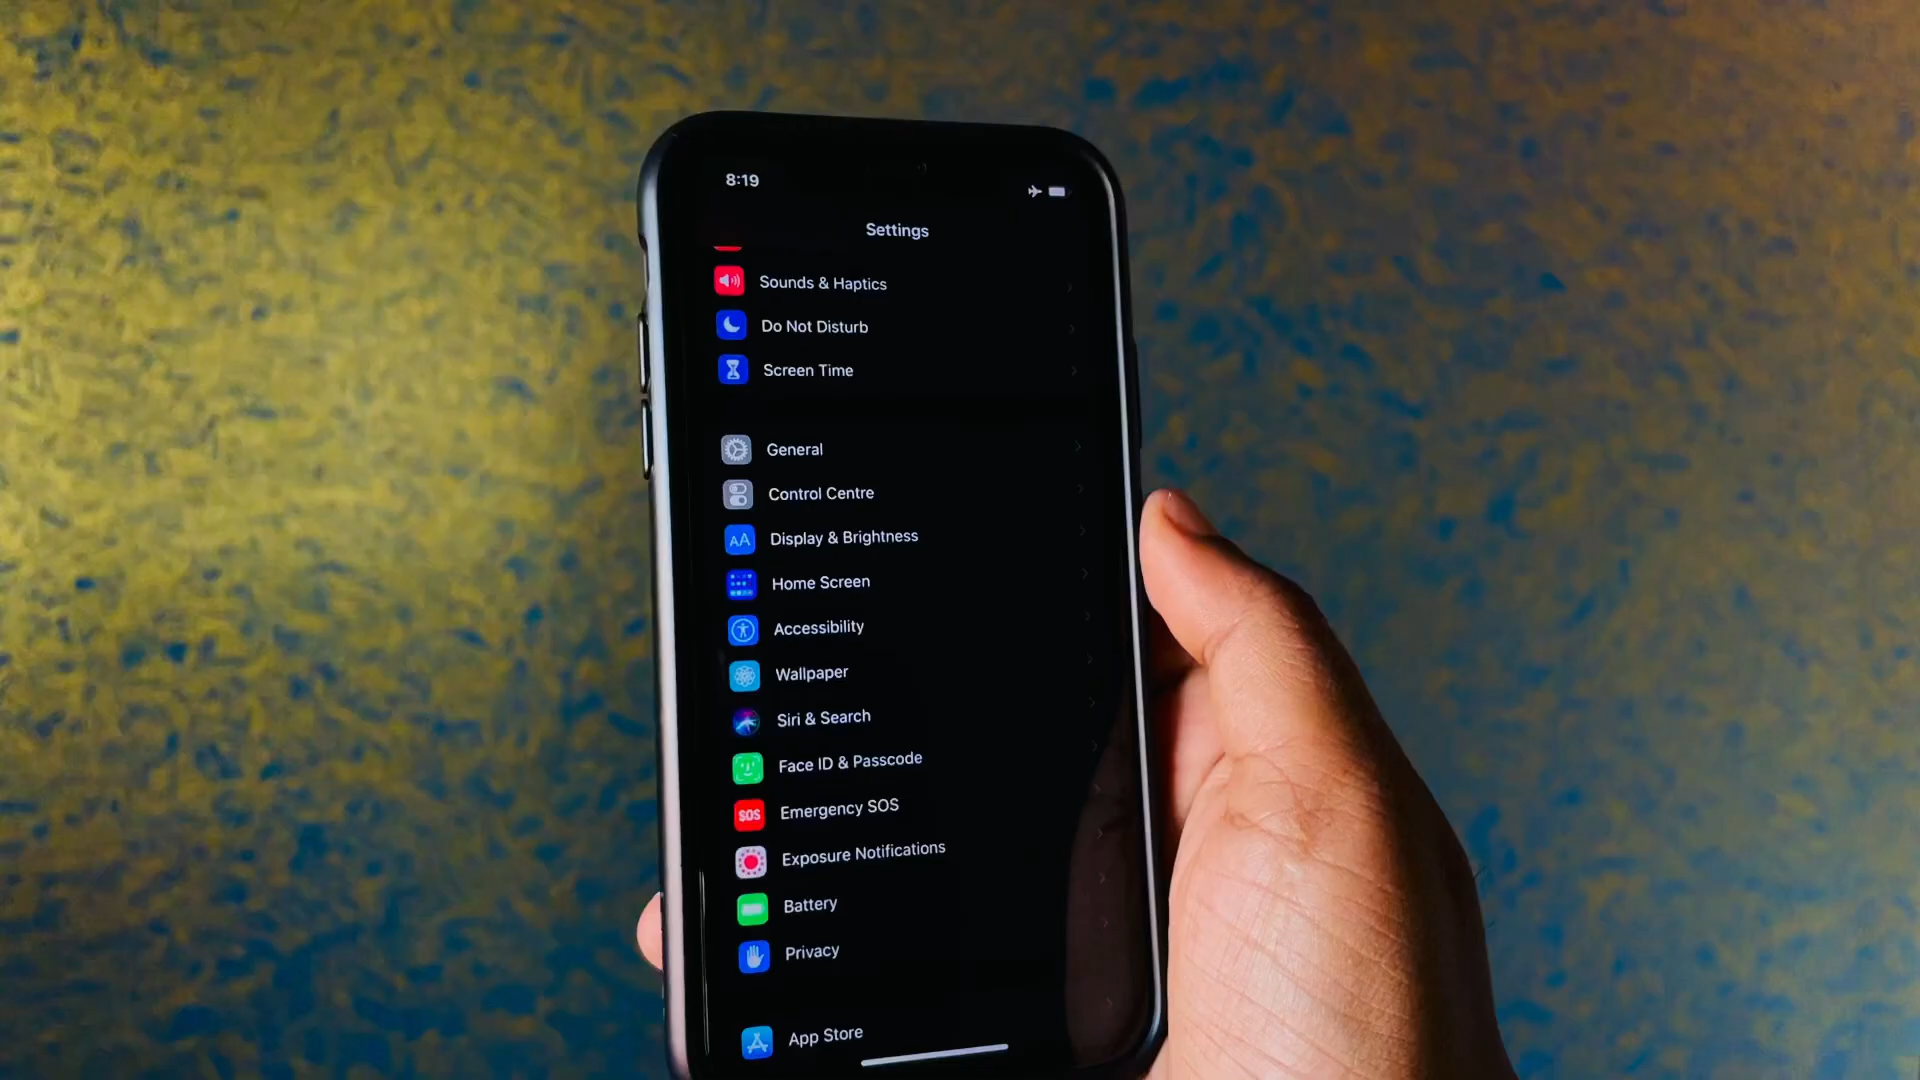 8:19
Settings
Sounds & Haptics
Do Not Disturb
Screen Time
General
Control Centre
AA Display & Brightness
Home Screen
Accessibility
Wallpaper
Siri & Search
Face ID & Passcode
SOS Emergency SOS
Exposure Notifications
Battery
Privacy
App Store